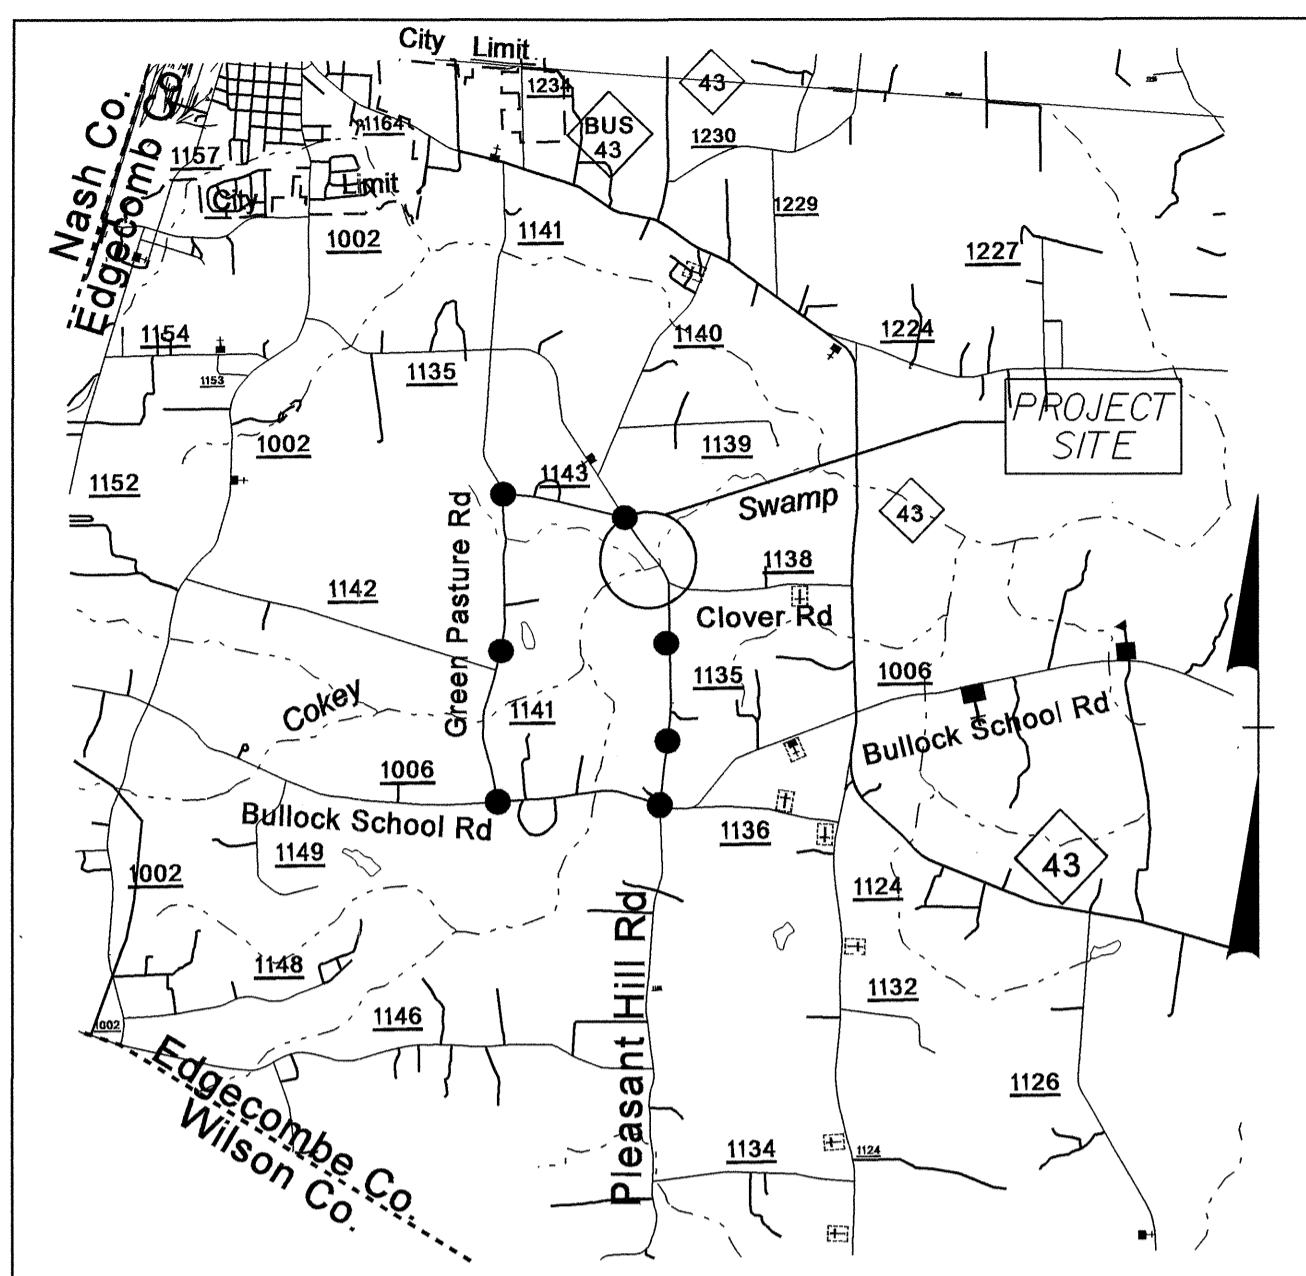 City Limit
1234
43
BUS
43
1164
1230
Nash Co.
Edgecomb Co.
1157
City Limit
1229
1002
1141
1227
1154
1140
1224
1153
1135
PROJECT
SITE
1002
1139
1152
1143
Swamp
43
1138
1142
Green Pasture Rd
Clover Rd
1135
1006
Cokey
1141
Bullock School Rd
1006
Bullock School Rd
1136
1149
43
1002
1124
Pleasant Hill Rd
1148
1132
1146
1002
Edgecombe Co.
Wilson Co.
1126
1134
1124